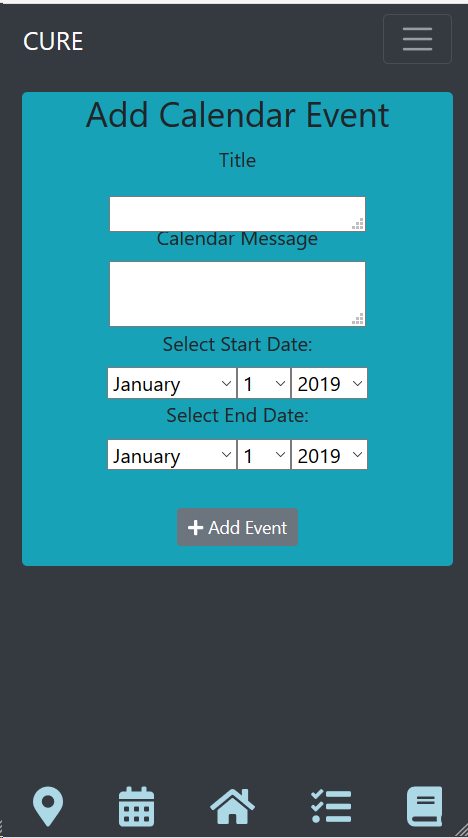 CURE
Add Calendar Event
Title
Calendar Message
Select Start Date:
January 1 2019
Select End Date:
January 1 2019
Add Event